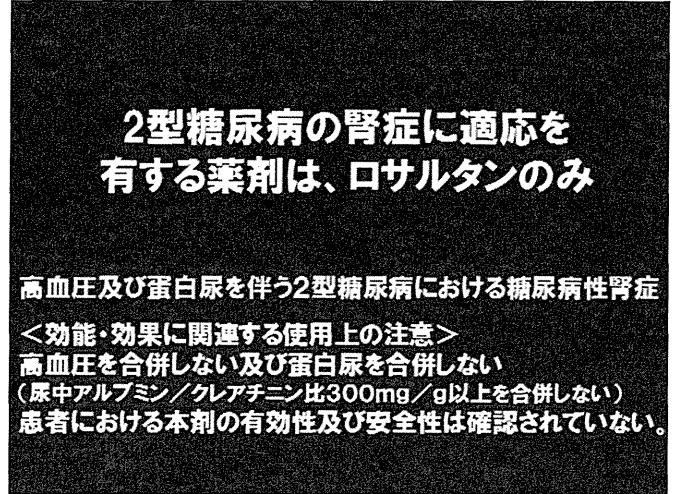 2型糖尿病の腎症に適応を
有する薬剤は、ロサルタンのみ
高血圧及び蛋白尿を伴う2型糖尿病における糖尿病性腎症
＜効能・効果に関連する使用上の注意＞
高血圧を合併しない及び蛋白尿を合併しない
（尿中アルブミン／クレアチニン比300mg／g以上を合併しない）
患者における本剤の有効性及び安全性は確認されていない。